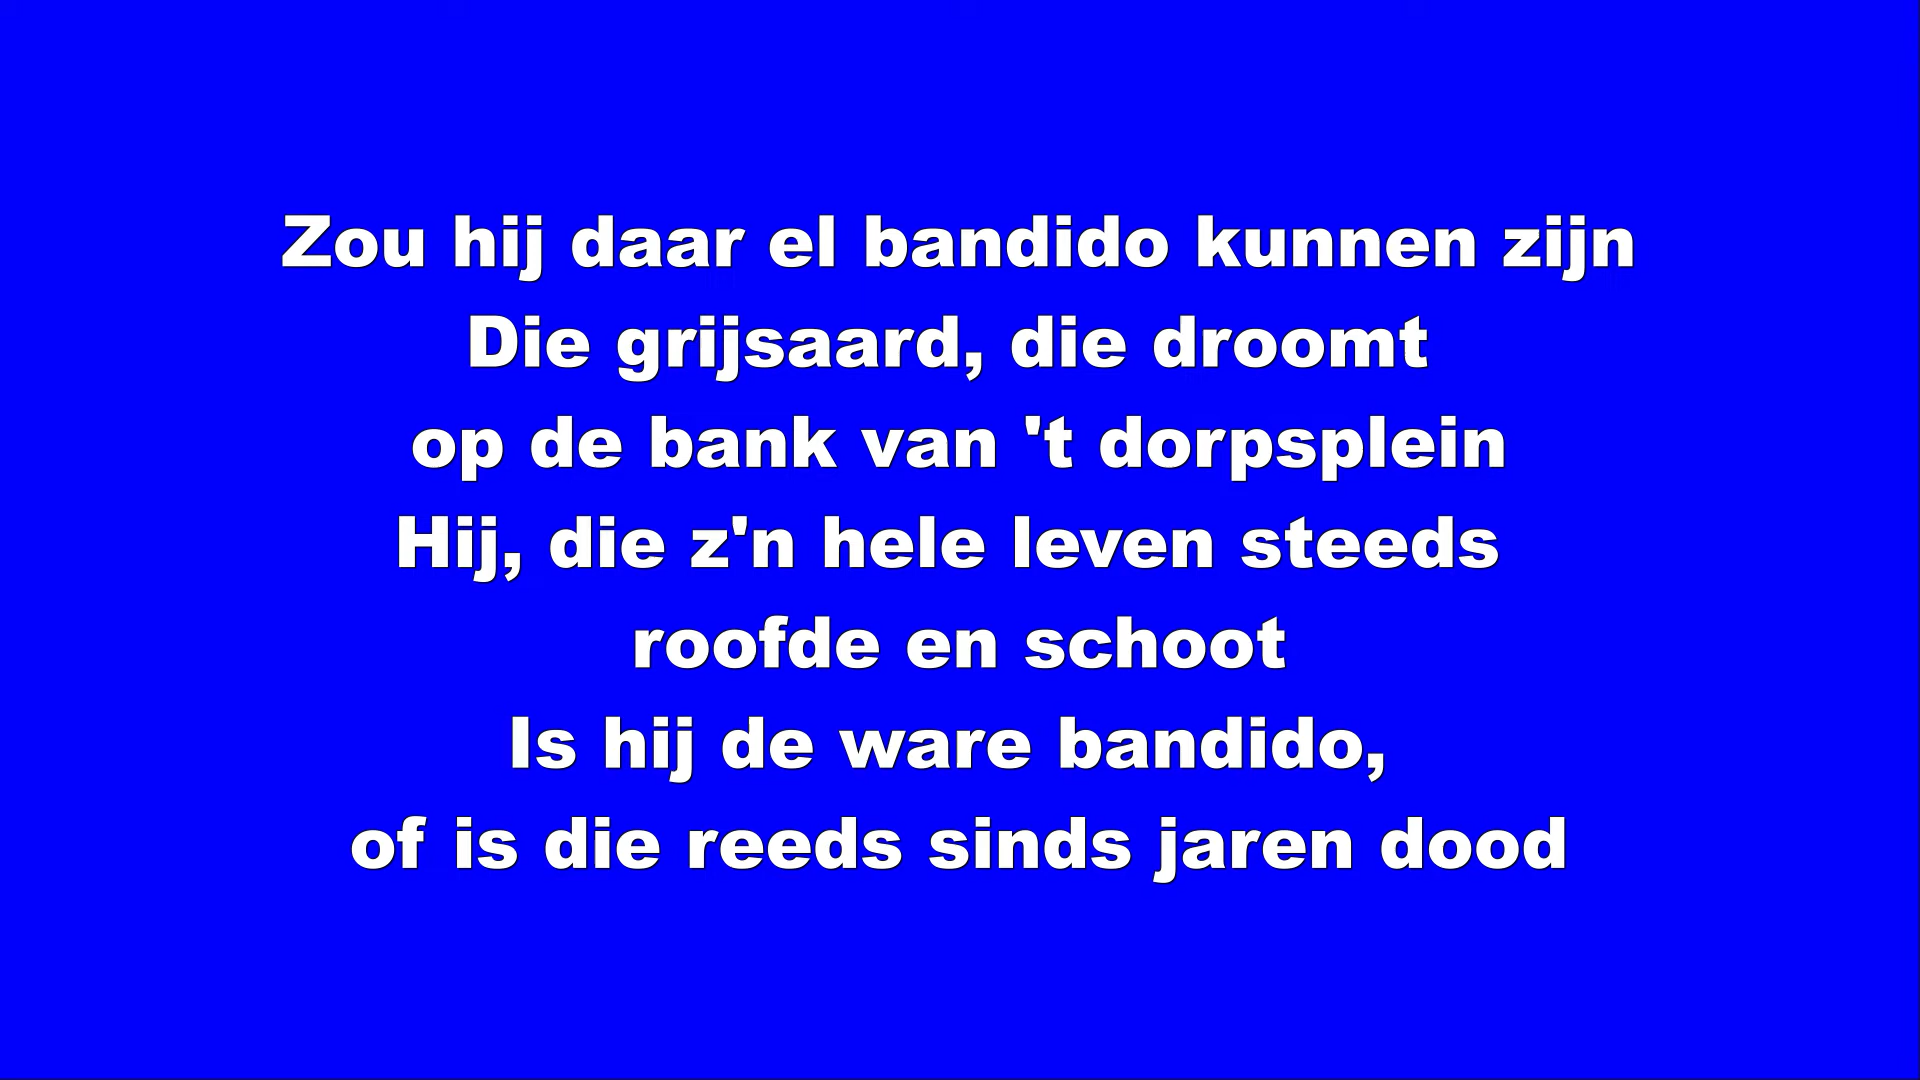 Zou hij daar el bandido kunnen zijn
Die grijsaard, die droomt
op de bank van 't dorpsplein
Hij, die z'n hele leven steeds
roofde en schoot
Is hij de ware bandido,
of is die reeds sinds jaren dood